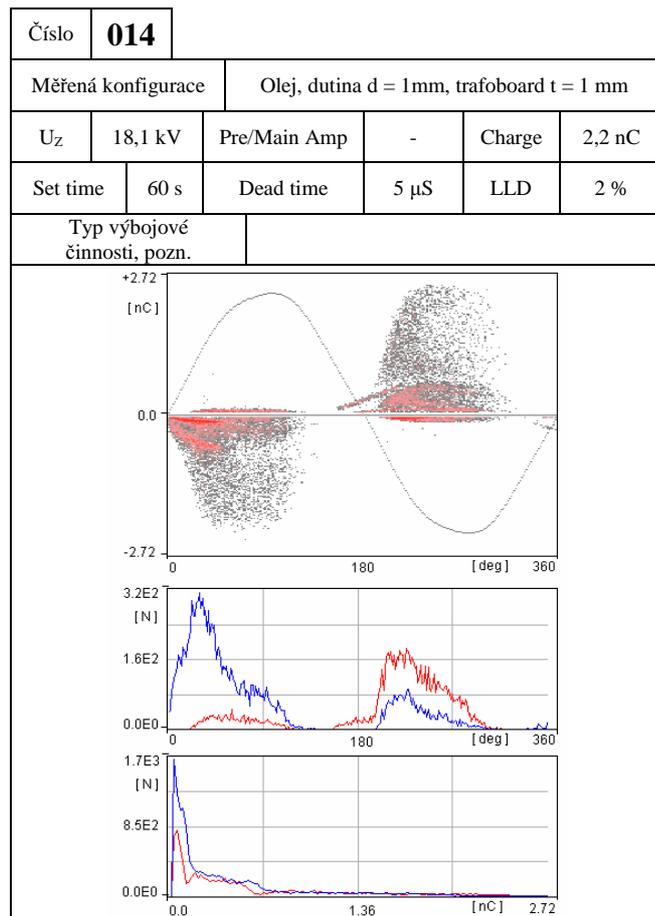 Číslo 014
Měřená konfigurace Olej, dutina d = 1mm, trafoboard t = 1 mm
UZ 18,1 kV Pre/Main Amp - Charge 2,2 nC
Set time 60 s Dead time 5 µS LLD 2 %
Typ výbojové
činnosti, pozn.
+2.72
[nC]
0.0
-2.72
0 180 [deg] 360
3.2E2
[N]
1.6E2
0.0E0
0 180 [deg] 360
1.7E3
[N]
8.5E2
0.0E0
0.0 1.36 [nC] 2.72